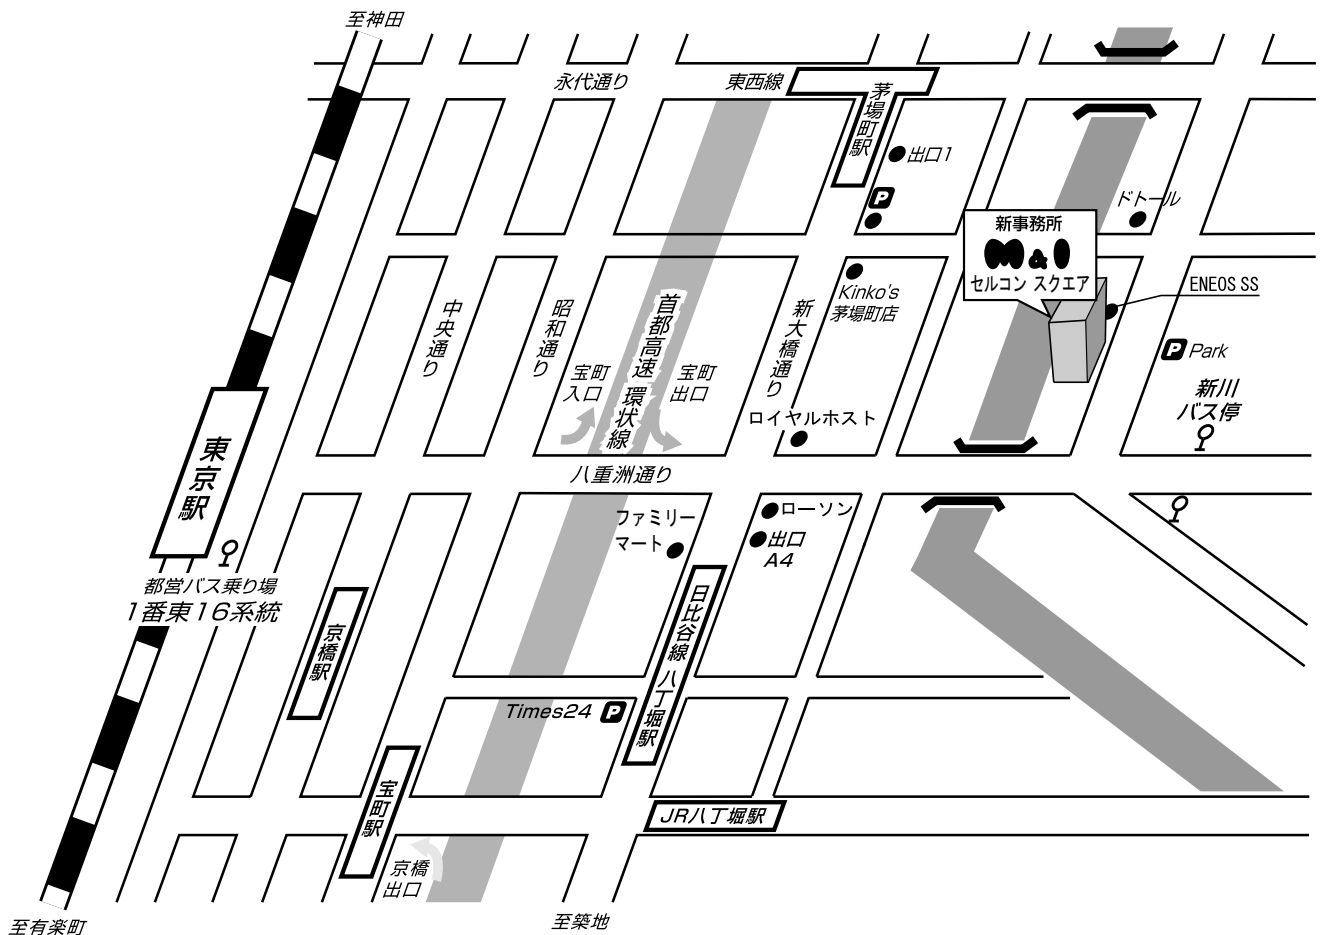 至神田
永代通り
東西線
茅場町駅
出口1
P
ドトール
新事務所
M&I
セルコン スクエア
ENEOS SS
Kinko's
茅場町店
中央通り
昭和通り
首都高速 環状線
新大橋通り
宝町
入口
宝町
出口
P Park
新川
バス停
ロイヤルホスト
東京駅
八重洲通り
ファミリー
マート
ローソン
出口
A4
都営バス乗り場
1番東16系統
京橋駅
日比谷線 八丁堀駅
Times24 P
宝町駅
JR八丁堀駅
京橋
出口
至有楽町
至築地